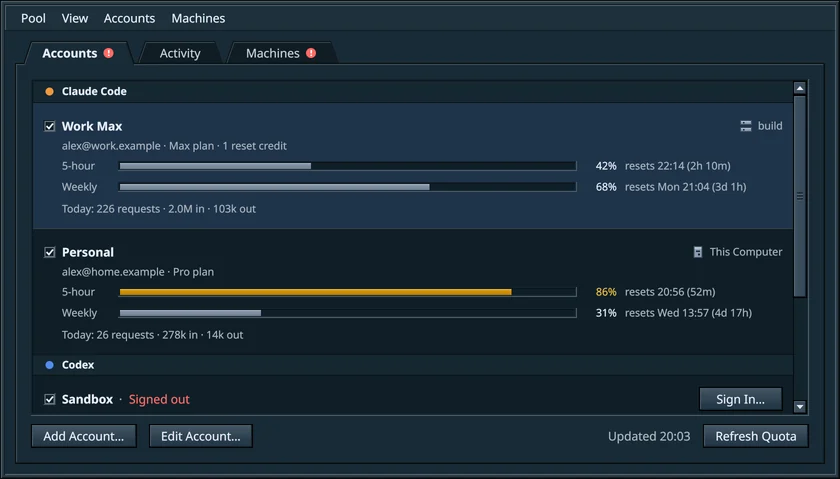 Pool View Accounts Machines
Accounts ! Activity Machines !
Claude Code
Work Max build
alex@work.example · Max plan · 1 reset credit
5-hour 42% resets 22:14 (2h 10m)
Weekly 68% resets Mon 21:04 (3d 1h)
Today: 226 requests · 2.0M in · 103k out
Personal This Computer
alex@home.example · Pro plan
5-hour 86% resets 20:56 (52m)
Weekly 31% resets Wed 13:57 (4d 17h)
Today: 26 requests · 278k in · 14k out
Codex
Sandbox · Signed out Sign In...
Add Account... Edit Account... Updated 20:03 Refresh Quota